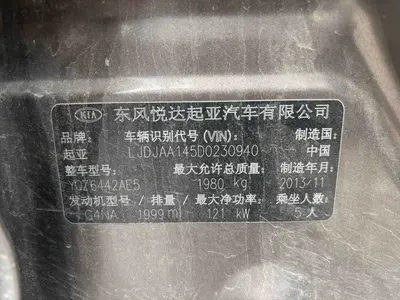 KIA 东风悦达起亚汽车有限公司
品牌: 车辆识别代号(VIN): 制造国:
起亚 LJDJAA145D0230940 中国
整车型号: 最大允许总质量: 制造年月:
YQZ6442AE5 1980 kg 2013/11
发动机型号 / 排量 / 最大净功率: 乘坐人数:
G4NA 1999 ml 121 kW 5 人